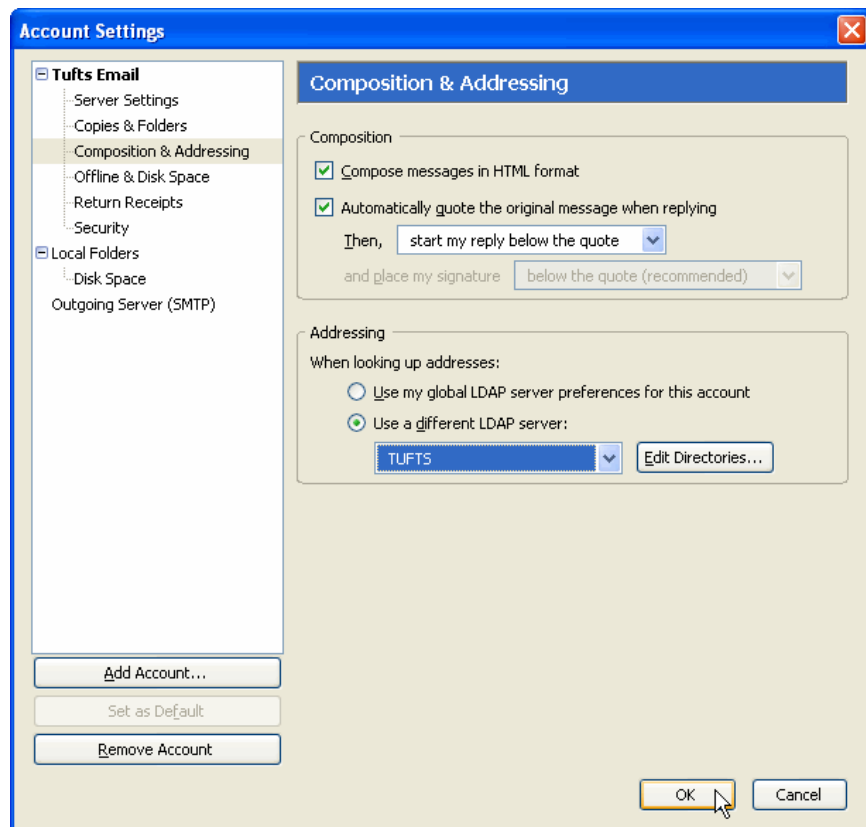 Account Settings
Tufts Email
Server Settings
Copies & Folders
Composition & Addressing
Offline & Disk Space
Return Receipts
Security
Local Folders
Disk Space
Outgoing Server (SMTP)
Add Account...
Set as Default
Remove Account
Composition & Addressing
Composition
Compose messages in HTML format
Automatically quote the original message when replying
Then, start my reply below the quote
and place my signature below the quote (recommended)
Addressing
When looking up addresses:
Use my global LDAP server preferences for this account
Use a different LDAP server:
TUFTS Edit Directories...
OK Cancel